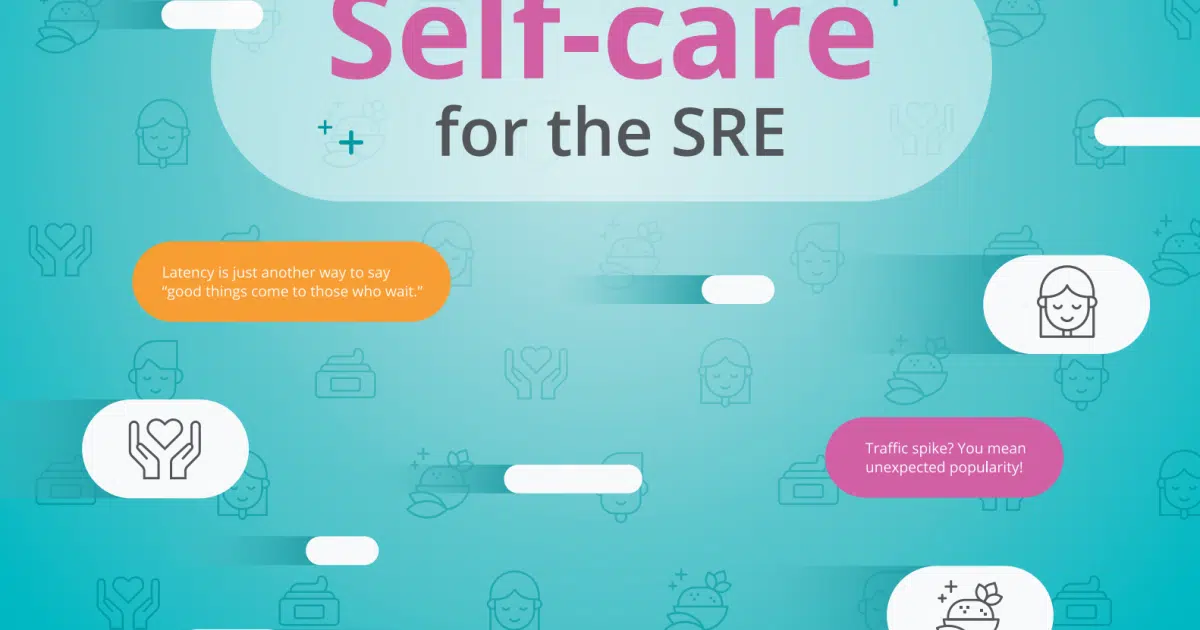 Self-care
for the SRE
Latency is just another way to say
“good things come to those who wait.”
Traffic spike? You mean
unexpected popularity!